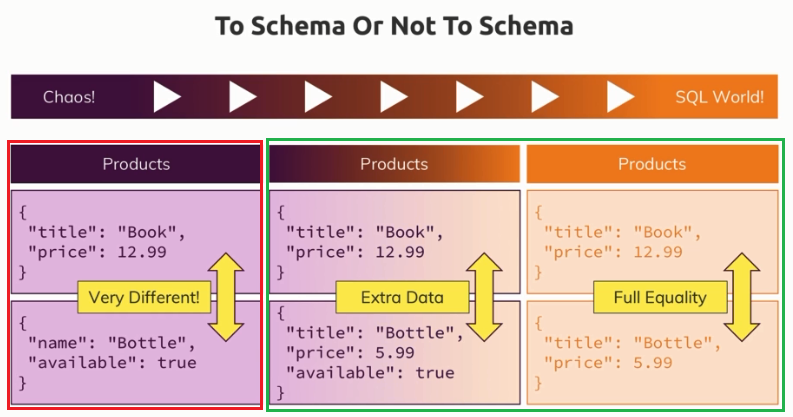 To Schema Or Not To Schema
Chaos!
SQL World!
Products
{
"title": "Book",
"price": 12.99
}
Very Different!
{
"name": "Bottle",
"available": true
}
Products
{
"title": "Book",
"price": 12.99
}
Extra Data
{
"title": "Bottle",
"price": 5.99
"available": true
}
Products
{
"title": "Book",
"price": 12.99
}
Full Equality
{
"title": "Bottle",
"price": 5.99
}